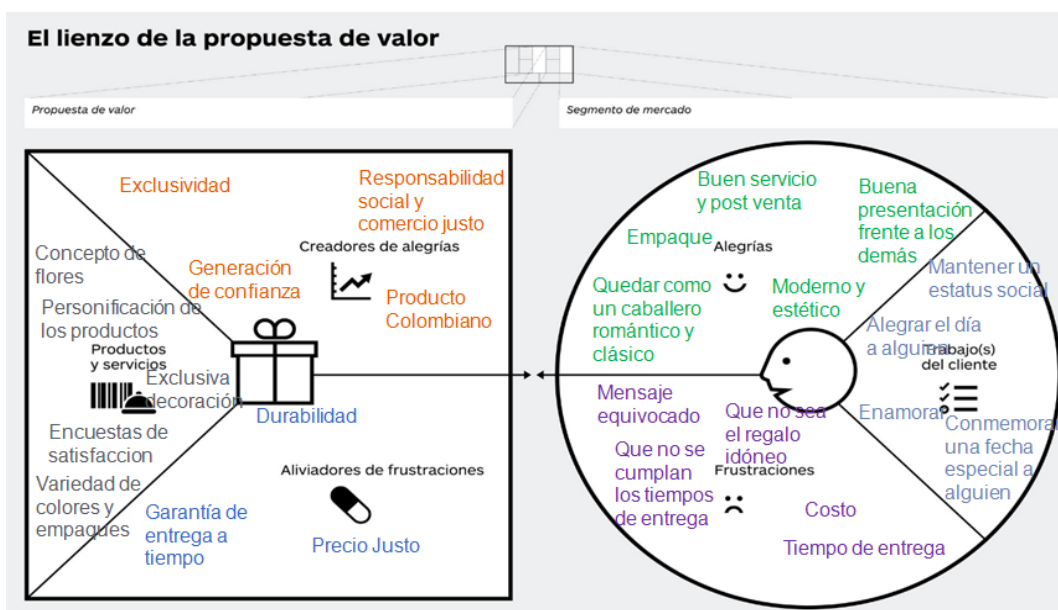 El lienzo de la propuesta de valor
Propuesta de valor
Segmento de mercado
Exclusividad
Responsabilidad
social y
comercio justo
Creadores de alegrías
Concepto de
flores
Generación
de confianza
Producto
Colombiano
Personificación de
los productos
Productos
y servicios
Exclusiva
decoración
Durabilidad
Encuestas de
satisfaccion
Aliviadores de frustraciones
Variedad de
colores y
empaques
Garantía de
entrega a
tiempo
Precio Justo
Buen servicio
y post venta
Buena
presentación
frente a los
demás
Empaque
Alegrías
Quedar como
un caballero
romántico y
clásico
Moderno y
estético
Mantener un
estatus social
Alegrar el día
a alguien
Trabajo(s)
del cliente
Mensaje
equivocado
Que no sea
el regalo
idóneo
Enamorar
Conmemorar
una fecha
especial a
alguien
Que no se
cumplan
los tiempos
de entrega
Frustraciones
Costo
Tiempo de entrega